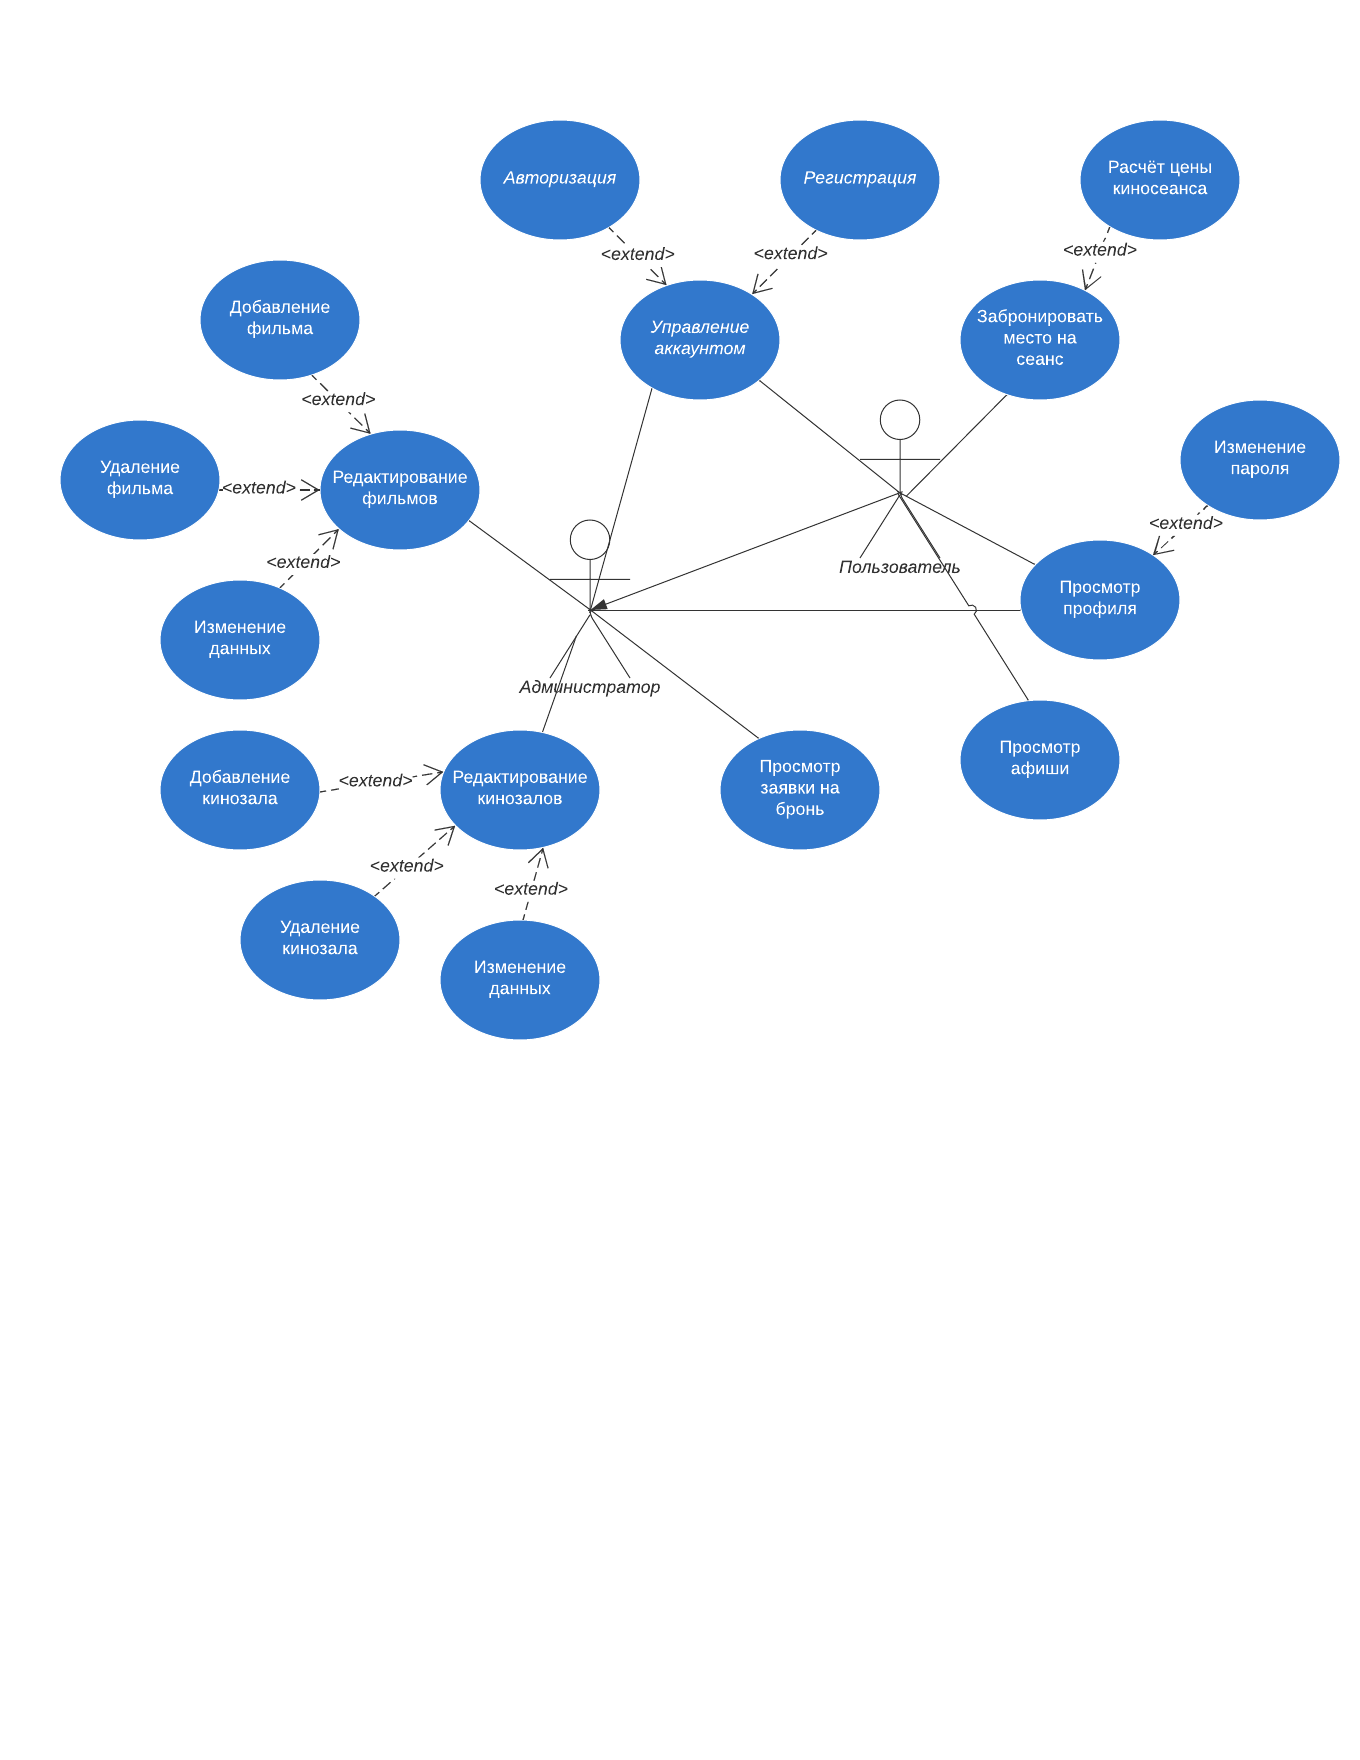 Авторизация
Регистрация
Расчёт цены
киносеанса
<extend>
<extend>
<extend>
Добавление
фильма
Управление
аккаунтом
Забронировать
место на
сеанс
<extend>
Удаление
фильма
<extend>
Редактирование
фильмов
Изменение
пароля
<extend>
<extend>
Пользователь
Просмотр
профиля
Изменение
данных
Администратор
Добавление
кинозала
<extend>
Редактирование
кинозалов
Просмотр
заявки на
бронь
Просмотр
афиши
<extend>
<extend>
Удаление
кинозала
Изменение
данных